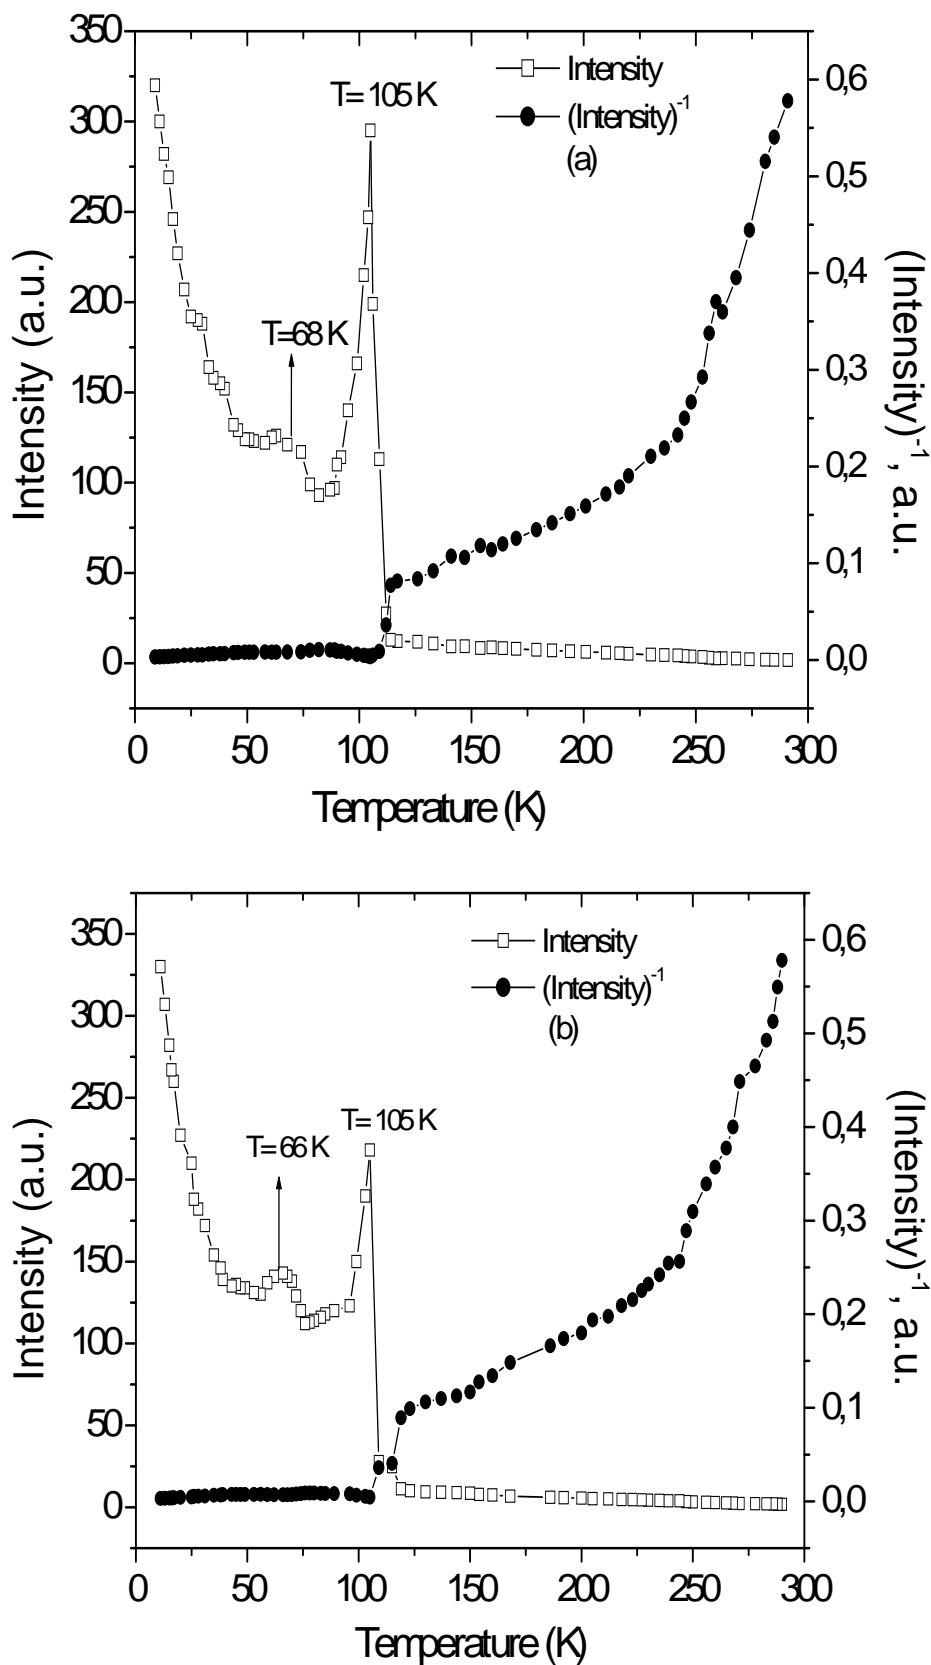 350
300
250
200
150
100
50
0
Intensity (a.u.)
Intensity
(Intensity)⁻¹
(a)
T= 105 K
T=68 K
0,6
0,5
0,4
0,3
0,2
0,1
0,0
(Intensity)⁻¹, a.u.
0 50 100 150 200 250 300
Temperature (K)
350
300
250
200
150
100
50
0
Intensity (a.u.)
Intensity
(Intensity)⁻¹
(b)
T= 105 K
T= 66 K
0,6
0,5
0,4
0,3
0,2
0,1
0,0
(Intensity)⁻¹, a.u.
0 50 100 150 200 250 300
Temperature (K)